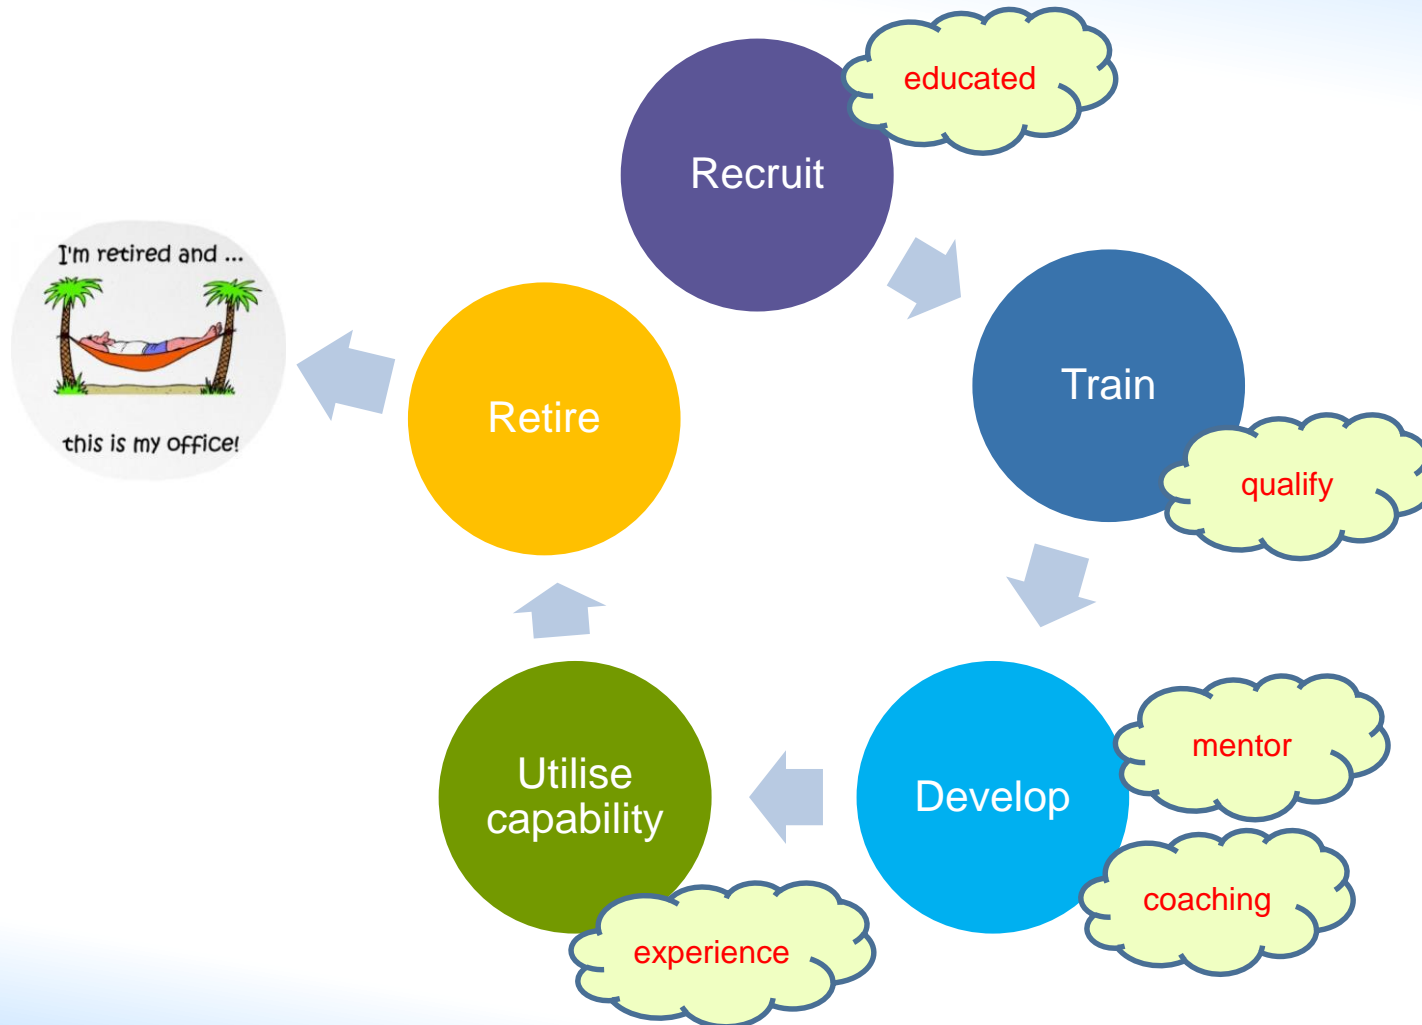 educated
Recruit
I'm retired and ...
this is my office!
Train
Retire
qualify
mentor
Utilise
capability
Develop
coaching
experience